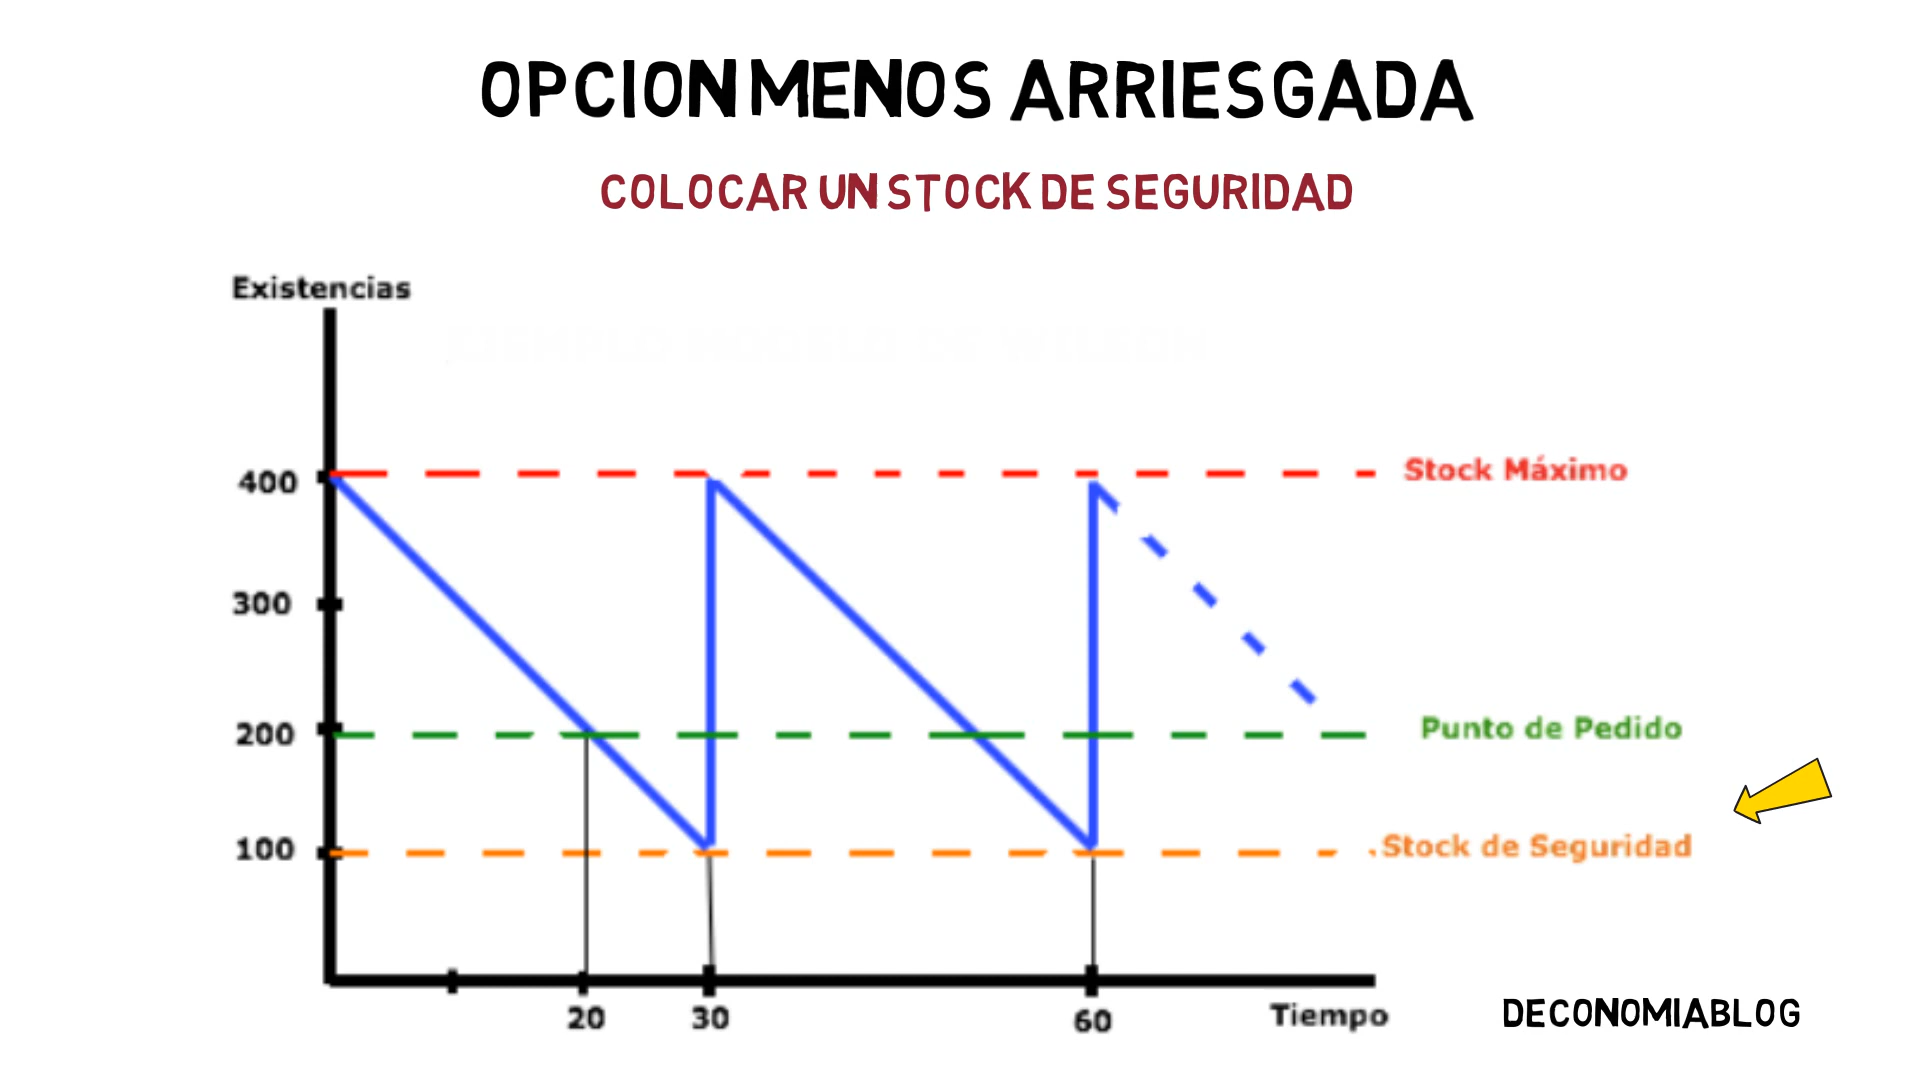 OPCION MENOS ARRIESGADA
COLOCAR UN STOCK DE SEGURIDAD
Existencias
400
Stock Máximo
300
200
Punto de Pedido
100
Stock de Seguridad
20
30
60
Tiempo
DECONOMIABLOG